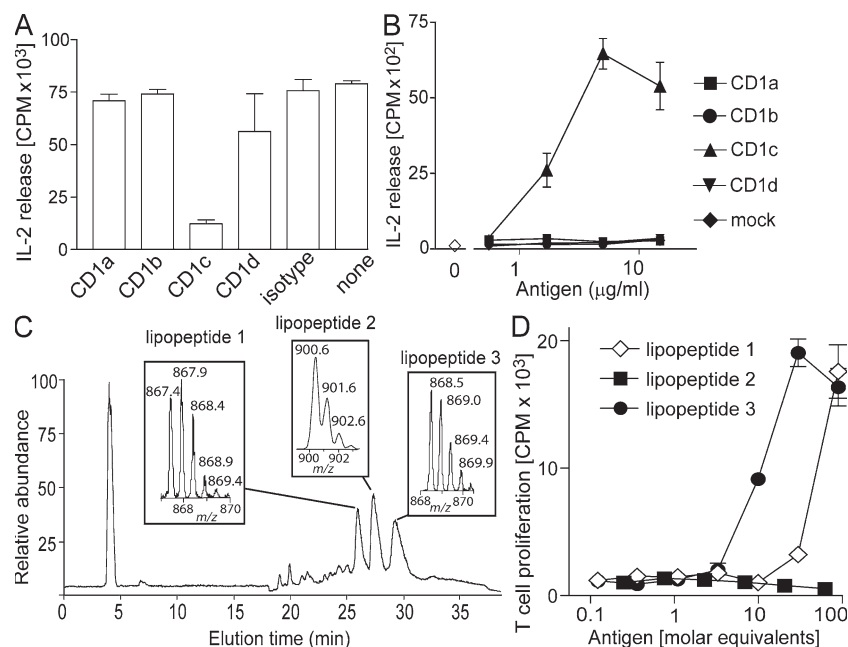 A
IL-2 release [CPM x10³]
100
75
50
25
0
CD1a
CD1b
CD1c
CD1d
isotype
none
B
IL-2 release [CPM x10²]
75
50
25
0
0
1
10
Antigen (µg/ml)
CD1a
CD1b
CD1c
CD1d
mock
C
lipopeptide 1
lipopeptide 2
lipopeptide 3
867.4
867.9
868.4
868.9
869.4
868
870
m/z
900.6
901.6
902.6
900
902
m/z
868.5
869.0
869.4
869.9
868
870
m/z
Relative abundance
100
75
50
25
0
5
10
15
20
25
30
35
Elution time (min)
D
T cell proliferation [CPM x 10³]
20
10
0
lipopeptide 1
lipopeptide 2
lipopeptide 3
0.1
1
10
100
Antigen [molar equivalents]